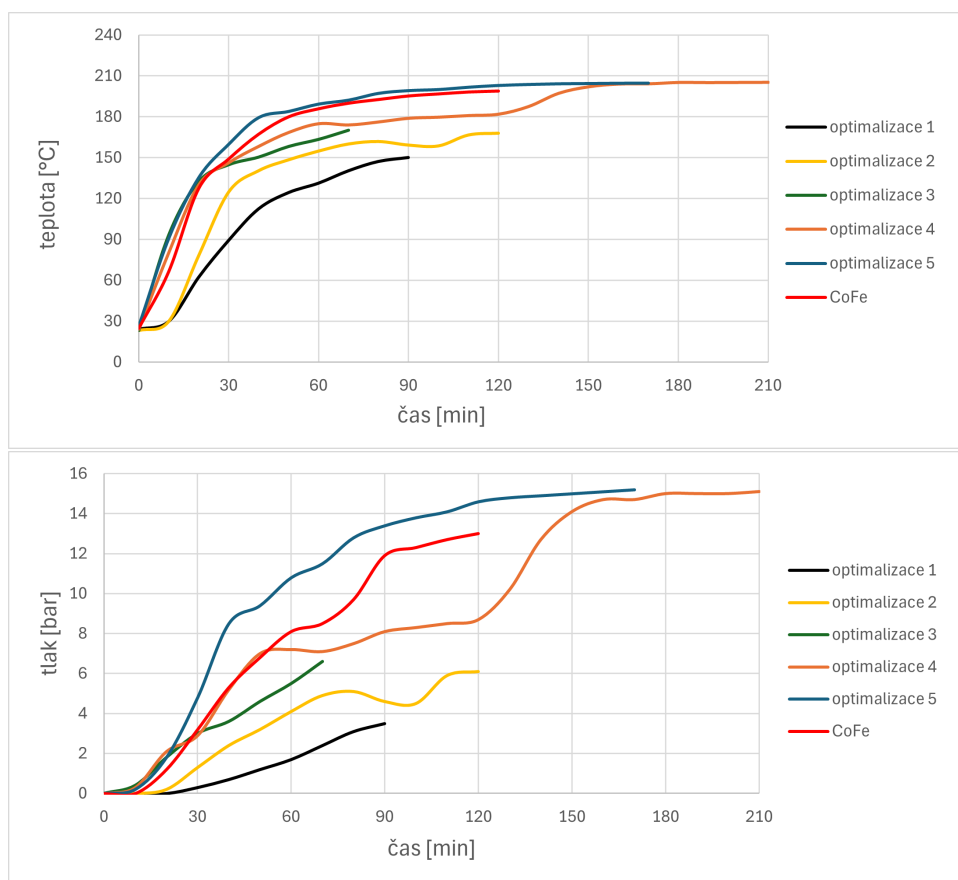 240
210
180
150
120
90
60
30
0
teplota [°C]
0 30 60 90 120 150 180 210
čas [min]
optimalizace 1
optimalizace 2
optimalizace 3
optimalizace 4
optimalizace 5
CoFe
16
14
12
10
8
6
4
2
0
tlak [bar]
0 30 60 90 120 150 180 210
čas [min]
optimalizace 1
optimalizace 2
optimalizace 3
optimalizace 4
optimalizace 5
CoFe